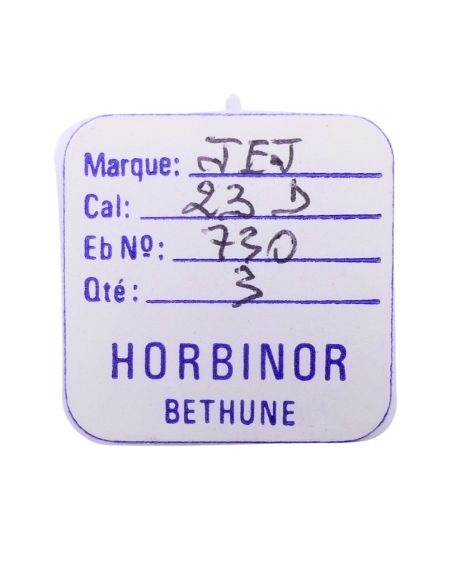 Marque: JEJ
Cal: 23 D
Eb Nº: 730
Qté: 3
HORBINOR
BETHUNE